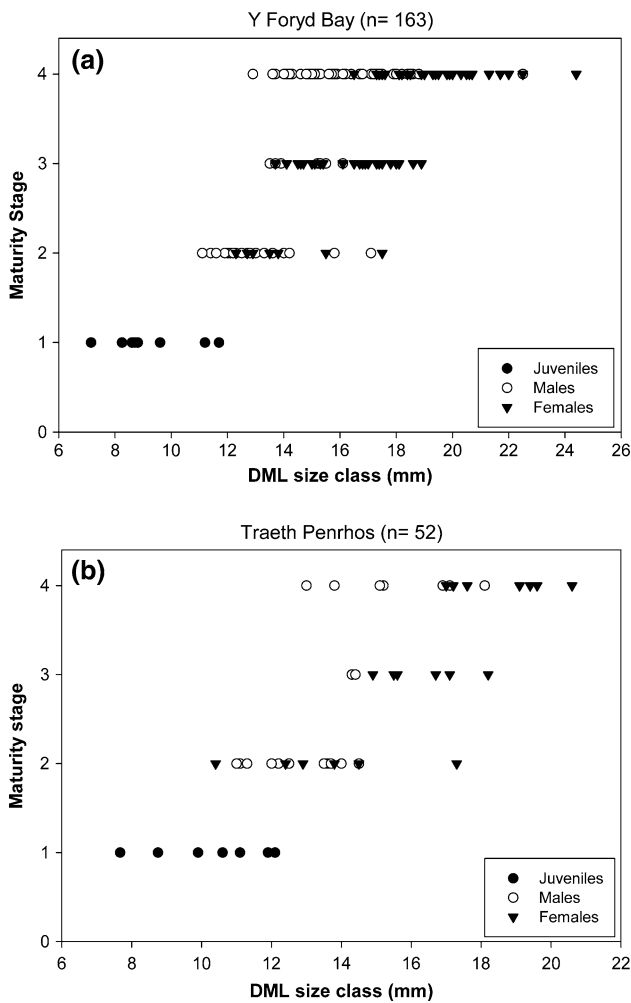 Y Foryd Bay (n= 163)
(a)
4
3
2
1
0
Maturity Stage
Juveniles
Males
Females
6 8 10 12 14 16 18 20 22 24 26
DML size class (mm)
Traeth Penrhos (n= 52)
(b)
4
3
2
1
0
Maturity stage
Juveniles
Males
Females
6 8 10 12 14 16 18 20 22
DML size class (mm)